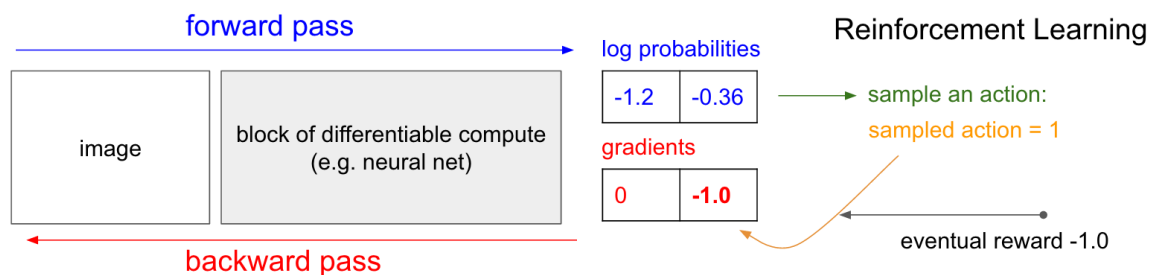 forward pass
Reinforcement Learning
log probabilities
-1.2 -0.36
sample an action:
sampled action = 1
image
block of differentiable compute
(e.g. neural net)
gradients
0 -1.0
eventual reward -1.0
backward pass